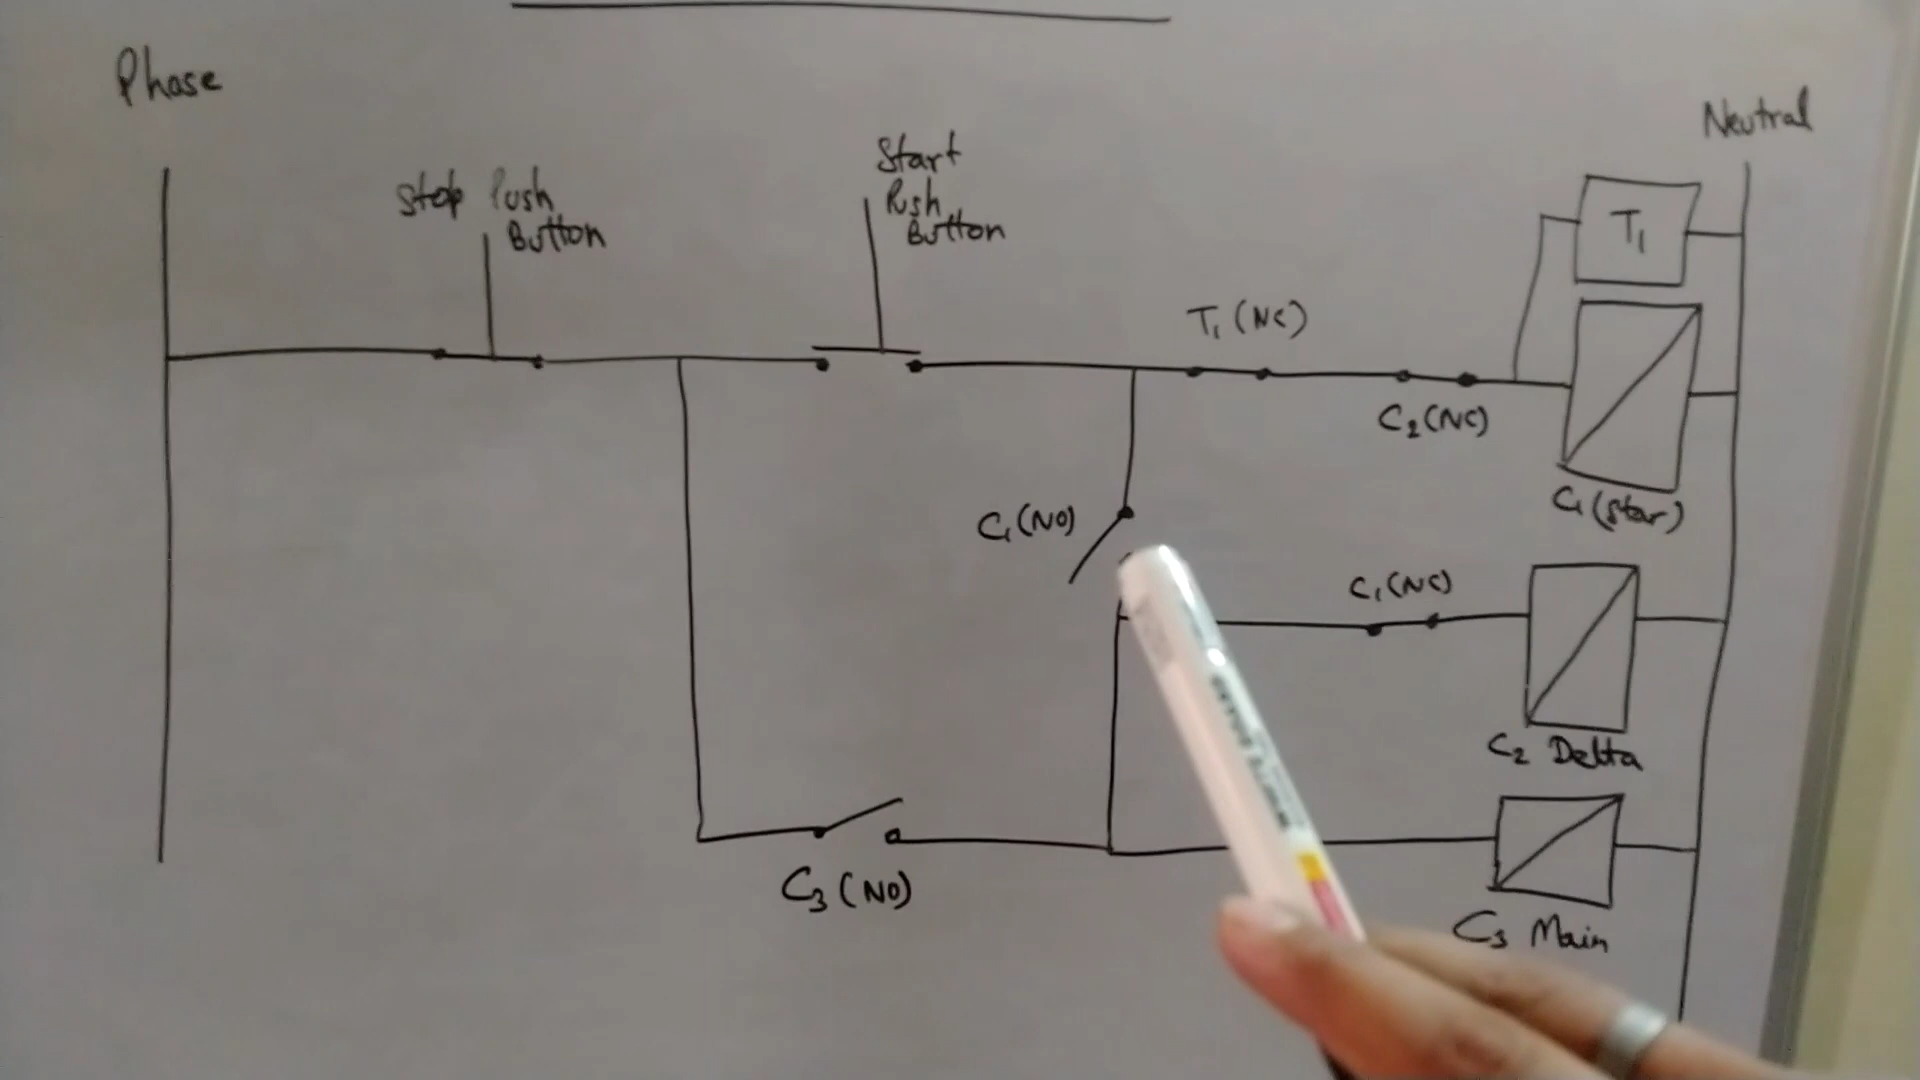 Phase
Neutral
Stop Push
Button
Start
Push
Button
T₁
T₁ (NC)
C₂ (NC)
C₁ (Star)
C₁ (NO)
C₁ (NC)
C₂ Delta
C₃ (NO)
C₃ Main